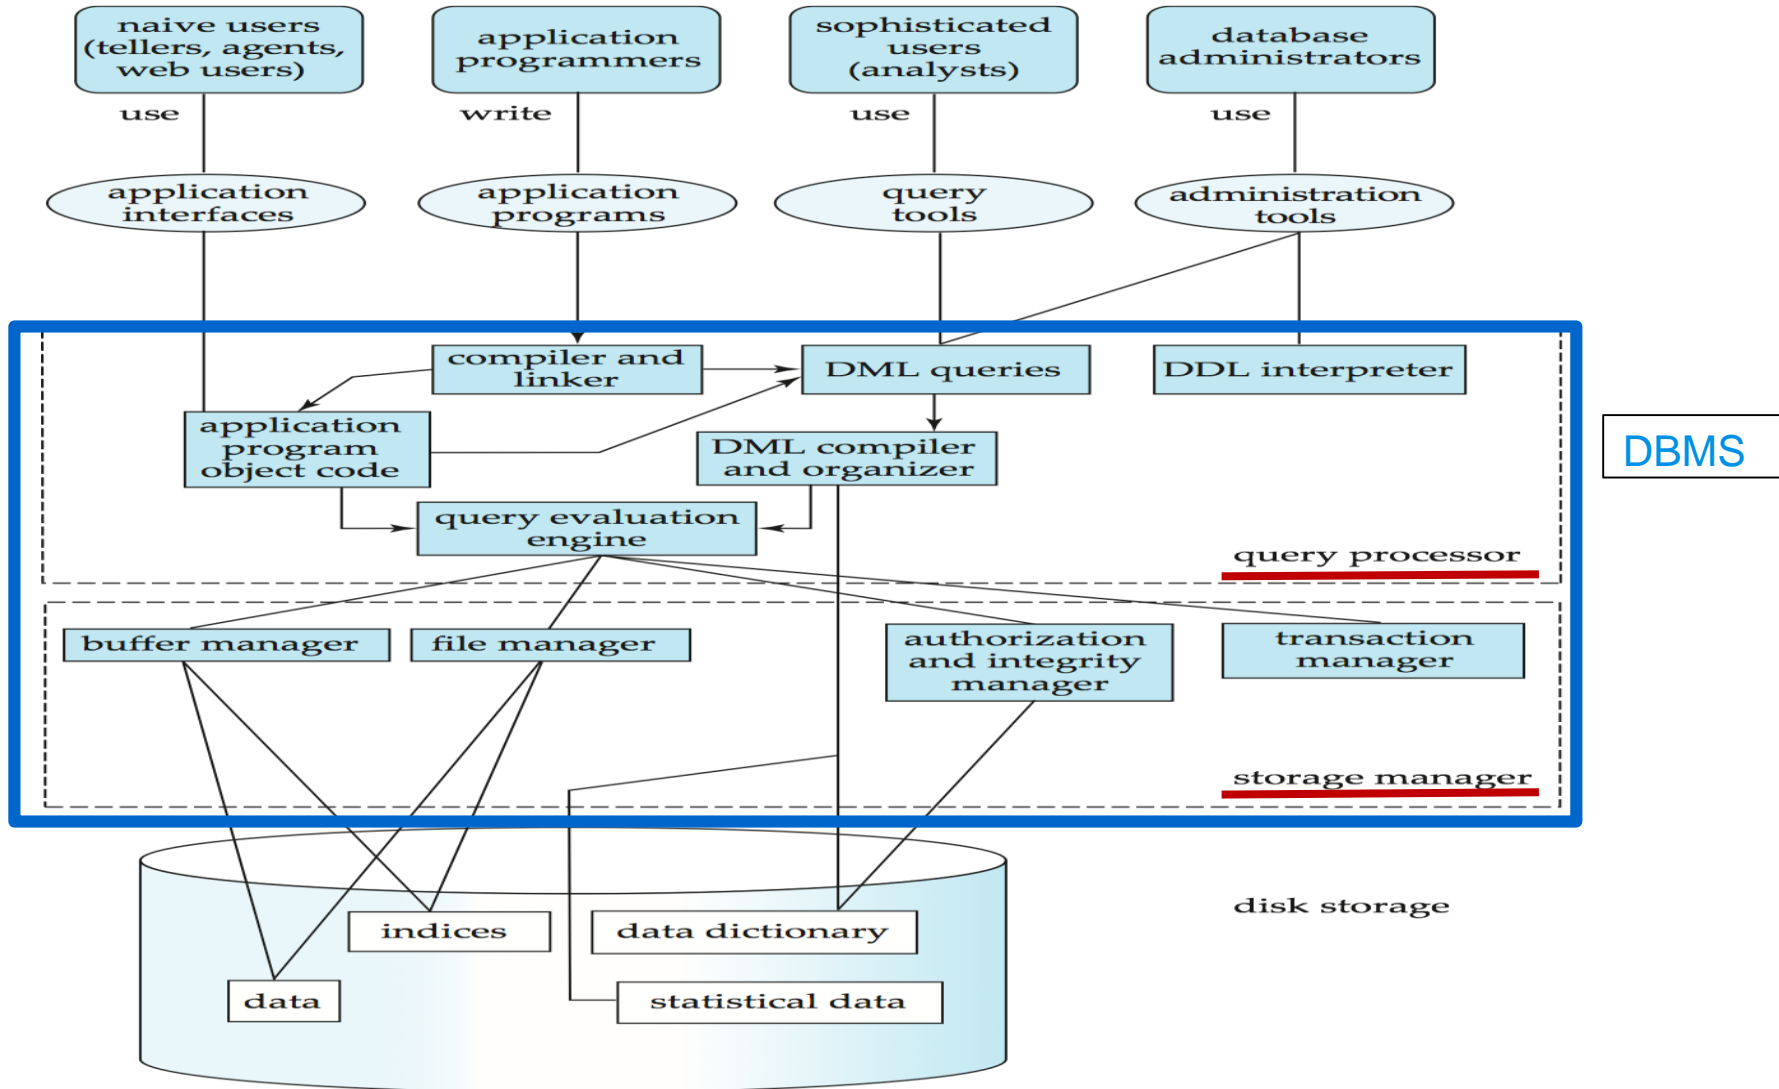 naive users
(tellers, agents,
web users)
application
programmers
sophisticated
users
(analysts)
database
administrators
use
write
use
use
application
interfaces
application
programs
query
tools
administration
tools
compiler and
linker
DML queries
DDL interpreter
application
program
object code
DML compiler
and organizer
DBMS
query evaluation
engine
query processor
buffer manager
file manager
authorization
and integrity
manager
transaction
manager
storage manager
disk storage
indices
data dictionary
data
statistical data